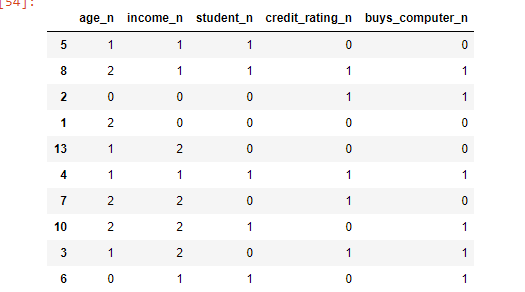 [54]:
age_n income_n student_n credit_rating_n buys_computer_n
5 1 1 1 0 0
8 2 1 1 1 1
2 0 0 0 1 1
1 2 0 0 0 0
13 1 2 0 0 0
4 1 1 1 1 1
7 2 2 0 1 0
10 2 2 1 0 1
3 1 2 0 1 1
6 0 1 1 0 1